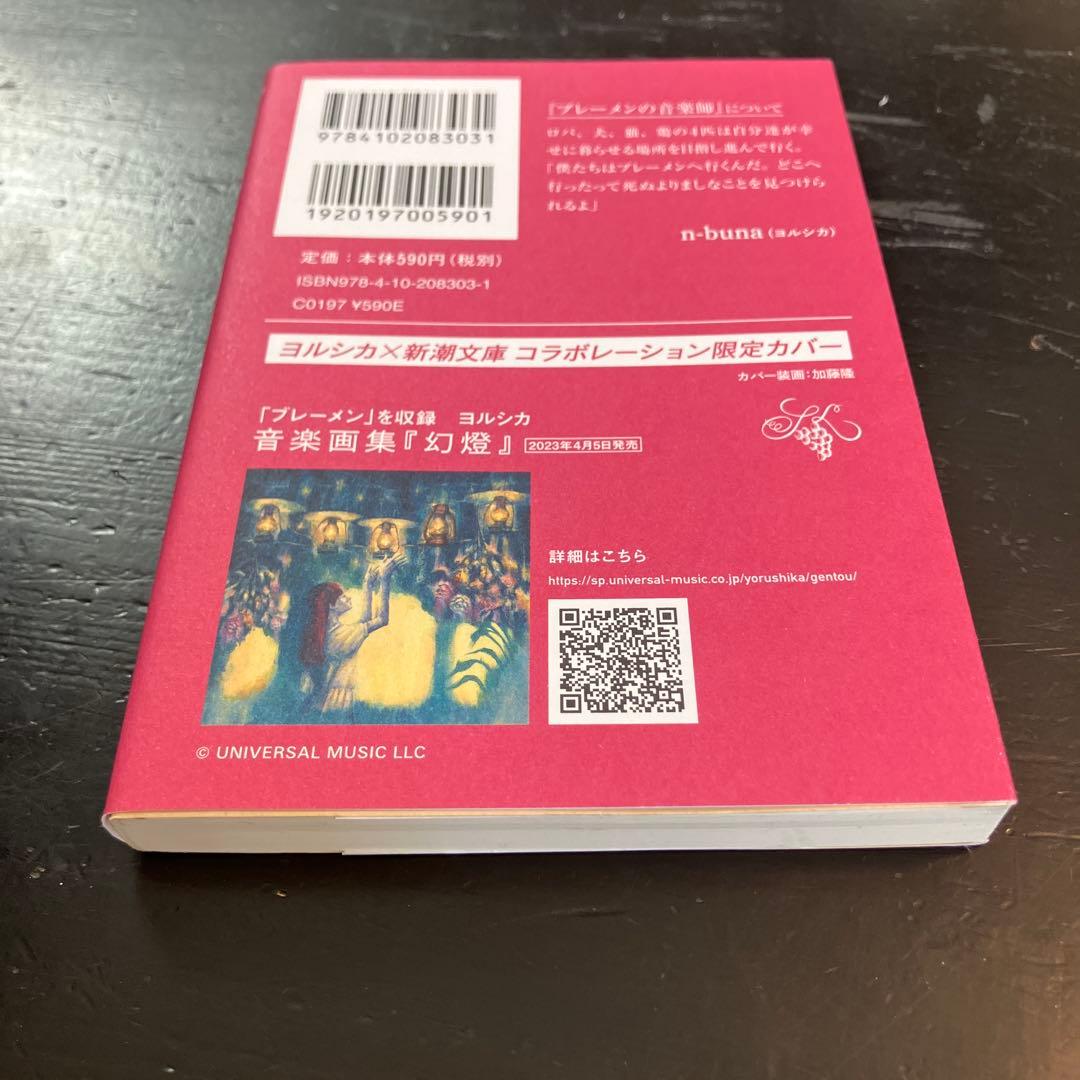 9784102083031
1920197005901
定価：本体590円（税別）
ISBN978-4-10-208303-1
C0197 ¥590E
『ブレーメンの音楽師』について
ロバ、犬、猫、鶏の4匹は自分達が幸
せに暮らせる場所を目指し進んで行く。
「僕たちはブレーメンへ行くんだ。どこへ
行ったって死ぬよりましなことを見つけら
れるよ」
n-buna（ヨルシカ）
ヨルシカ×新潮文庫 コラボレーション限定カバー
カバー装画：加藤隆
「ブレーメン」を収録　ヨルシカ
音楽画集『幻燈』 2023年4月5日発売
詳細はこちら
https://sp.universal-music.co.jp/yorushika/gentou/
© UNIVERSAL MUSIC LLC